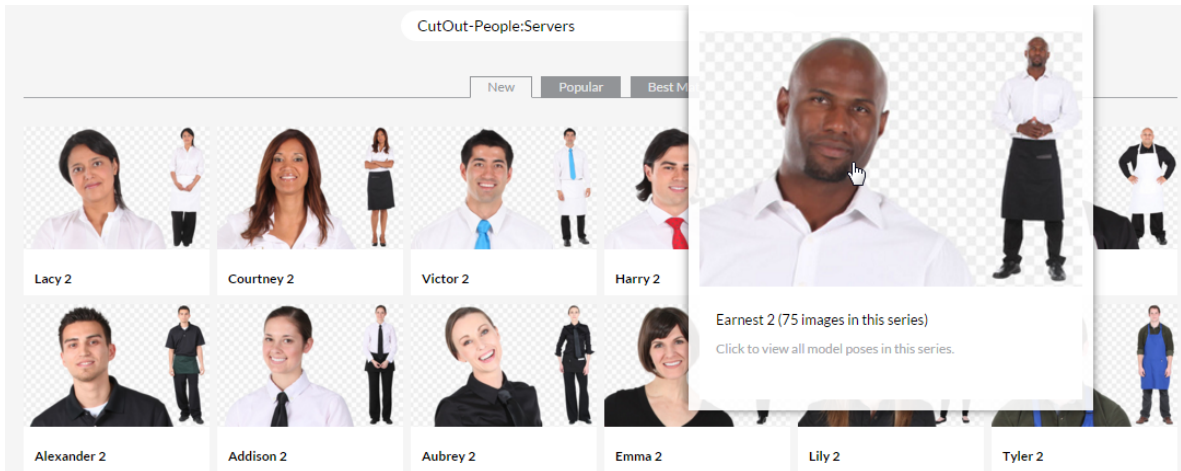 CutOut-People:Servers
New Popular Best M
Lacy 2 Courtney 2 Victor 2 Harry 2
Earnest 2 (75 images in this series)
Click to view all model poses in this series.
Alexander 2 Addison 2 Aubrey 2 Emma 2 Lily 2 Tyler 2